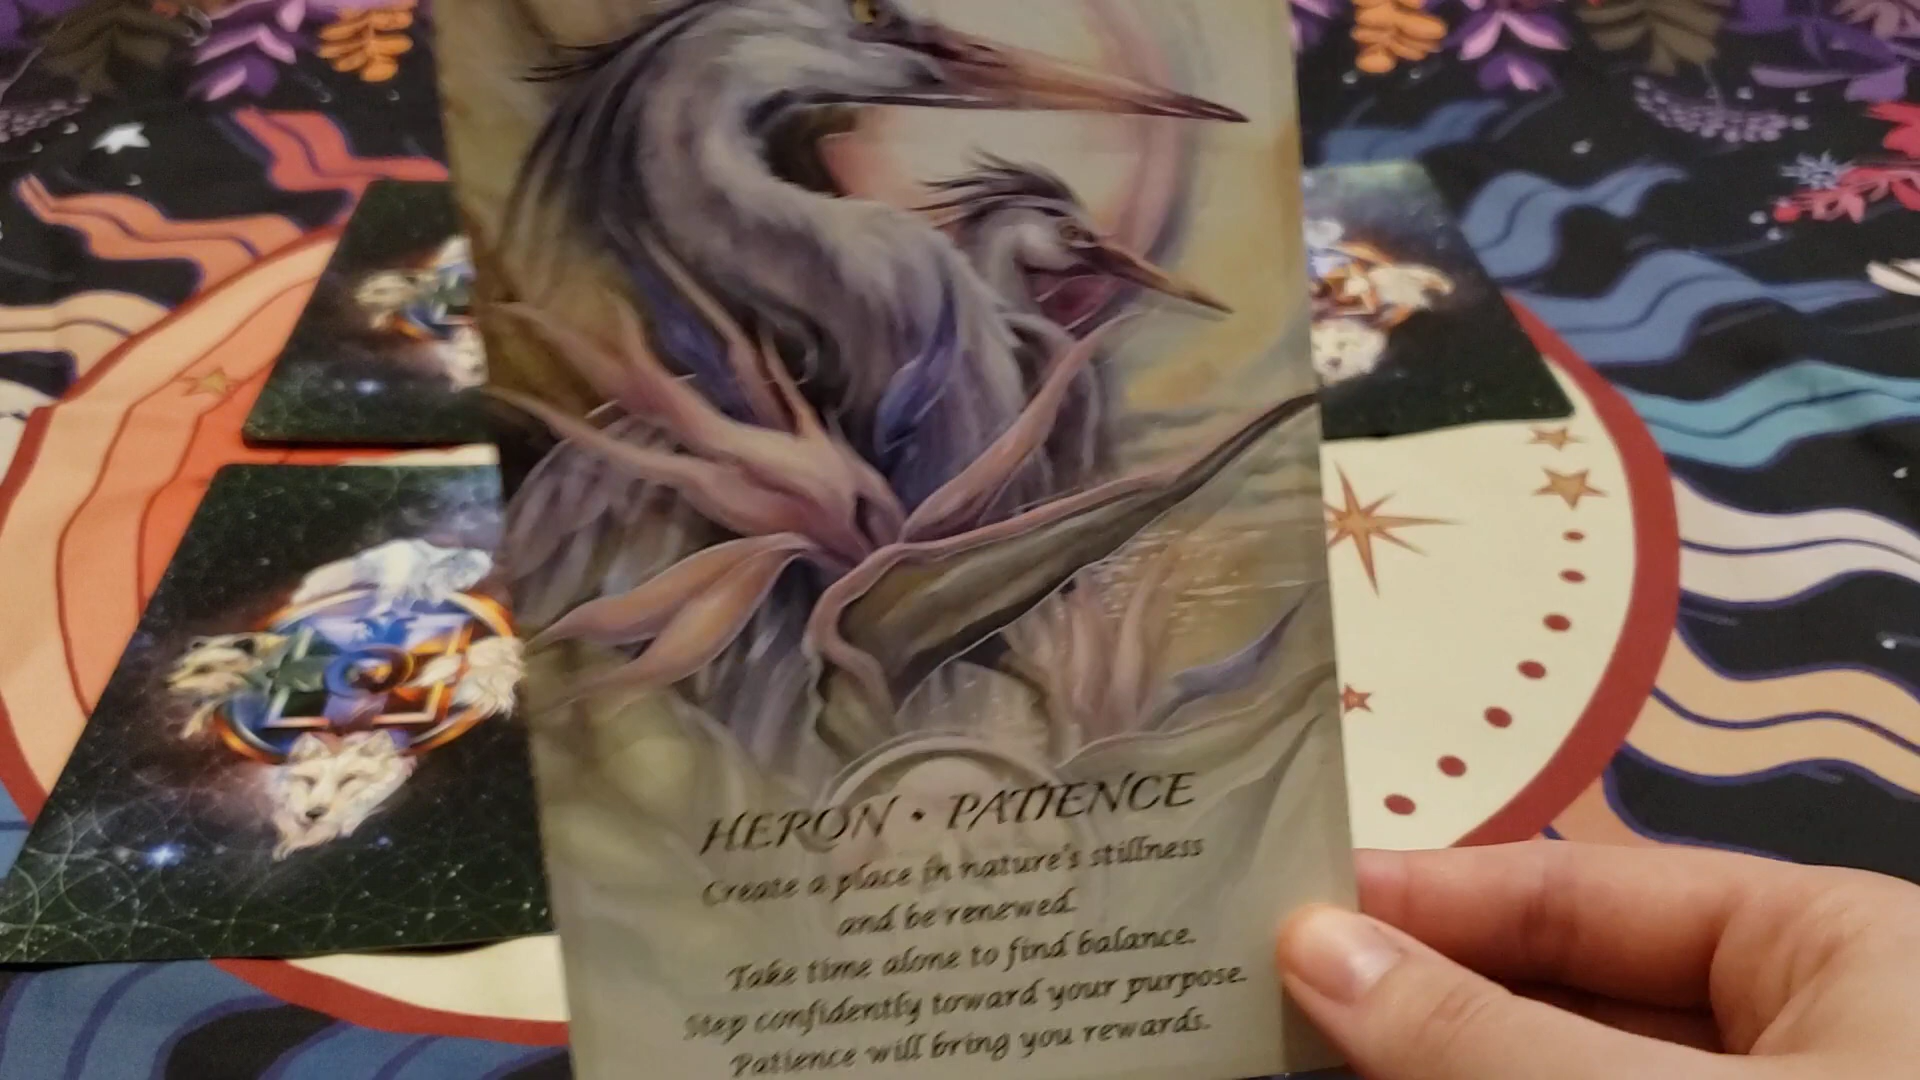 HERON • PATIENCE
Create a place in nature's stillness
and be renewed.
Take time alone to find balance.
Step confidently toward your purpose.
Patience will bring you rewards.